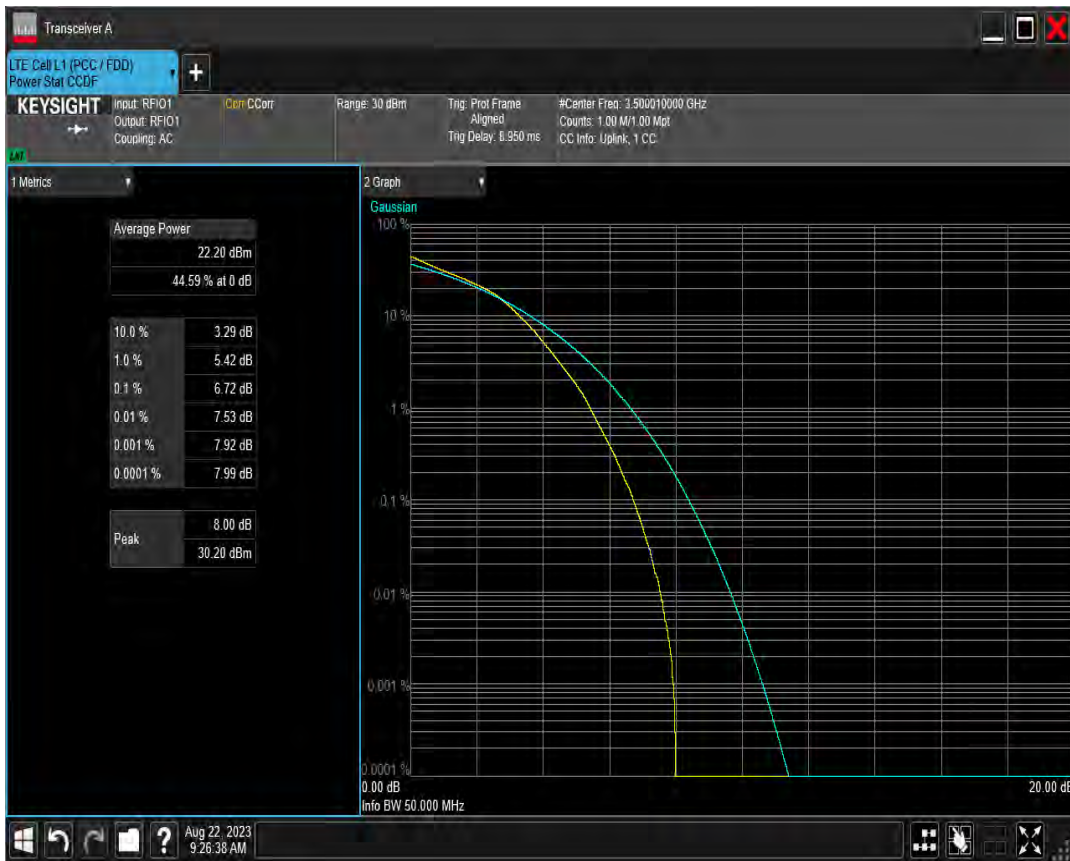 Transceiver A
LTE Cell L1 (PCC / FDD)
Power Stat CCDF
KEYSIGHT
Input: RFIO1
Output: RFIO1
Coupling: AC
Corr CCorr
Range: 30 dBm
Trig: Prot Frame
Aligned
Trig Delay: 8.950 ms
#Center Freq: 3.500010000 GHz
Counts: 1.00 M/1.00 Mpt
CC Info: Uplink, 1 CC
1 Metrics
Average Power
22.20 dBm
44.59 % at 0 dB
10.0 % 3.29 dB
1.0 % 5.42 dB
0.1 % 6.72 dB
0.01 % 7.53 dB
0.001 % 7.92 dB
0.0001 % 7.99 dB
Peak
8.00 dB
30.20 dBm
2 Graph
Gaussian
100 %
10 %
1 %
0.1 %
0.01 %
0.001 %
0.0001 %
0.00 dB
20.00 dB
Info BW 50.000 MHz
?
Aug 22, 2023
9:26:38 AM